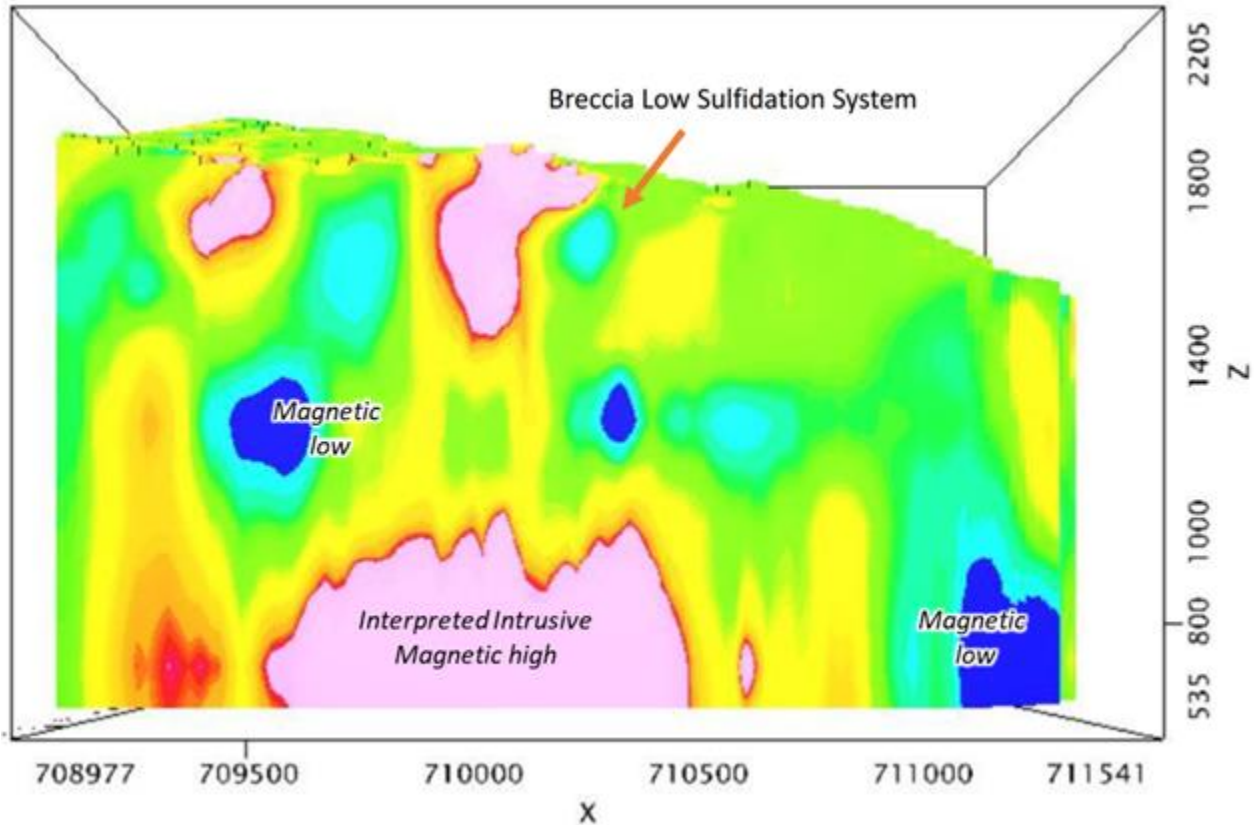 Breccia Low Sulfidation System
2205
1800
1400
Z
1000
800
535
Magnetic
low
Interpreted Intrusive
Magnetic high
Magnetic
low
708977
709500
710000
710500
711000
711541
X